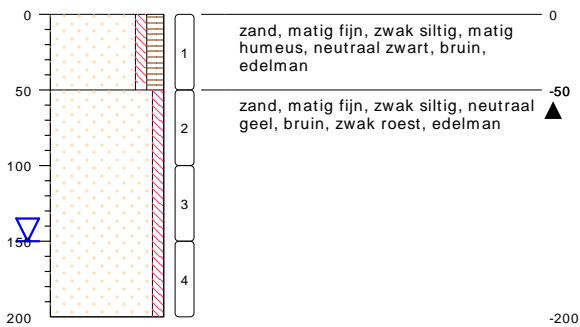 0
50
100
150
200
1
2
3
4
zand, matig fijn, zwak siltig, matig
humeus, neutraal zwart, bruin,
edelman
zand, matig fijn, zwak siltig, neutraal
geel, bruin, zwak roest, edelman
0
-50
-200